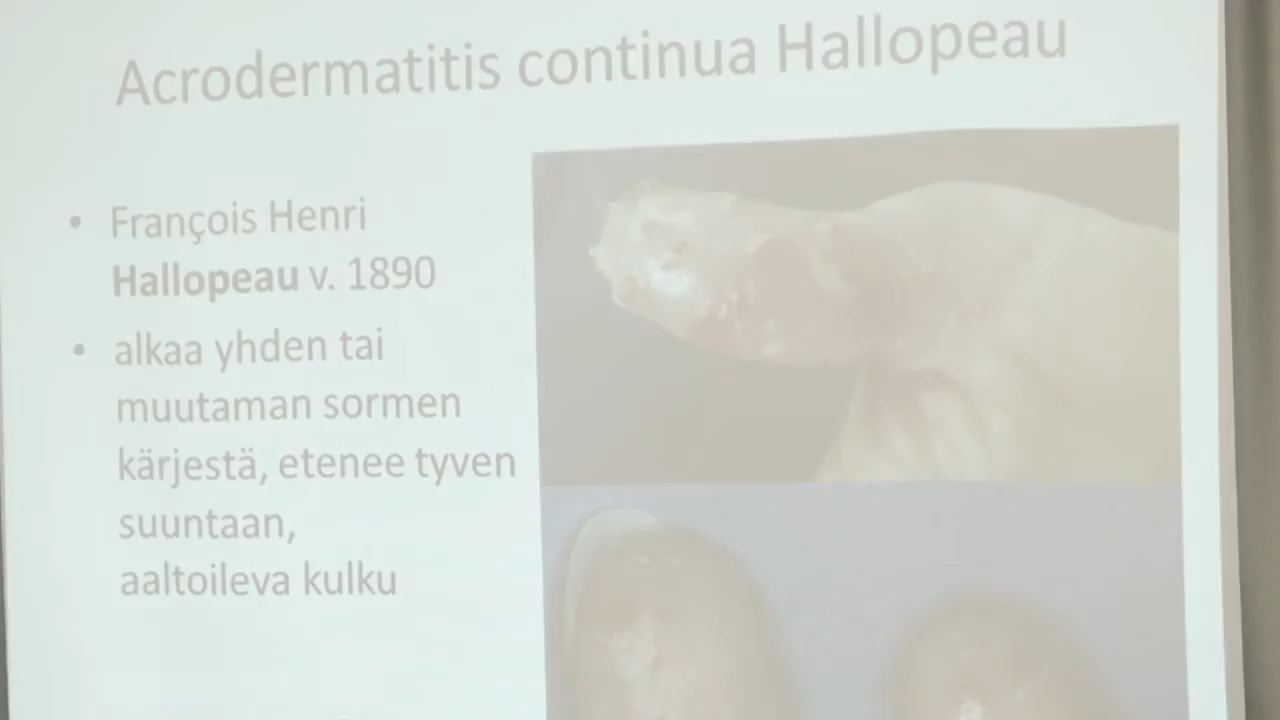 Acrodermatitis continua Hallopeau
• François Henri
Hallopeau v. 1890
• alkaa yhden tai
muutaman sormen
kärjestä, etenee tyven
suuntaan,
aaltoileva kulku